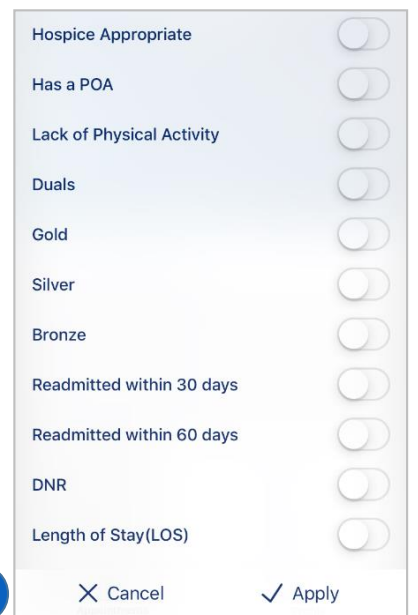 Hospice Appropriate
Has a POA
Lack of Physical Activity
Duals
Gold
Silver
Bronze
Readmitted within 30 days
Readmitted within 60 days
DNR
Length of Stay(LOS)
Cancel
Apply